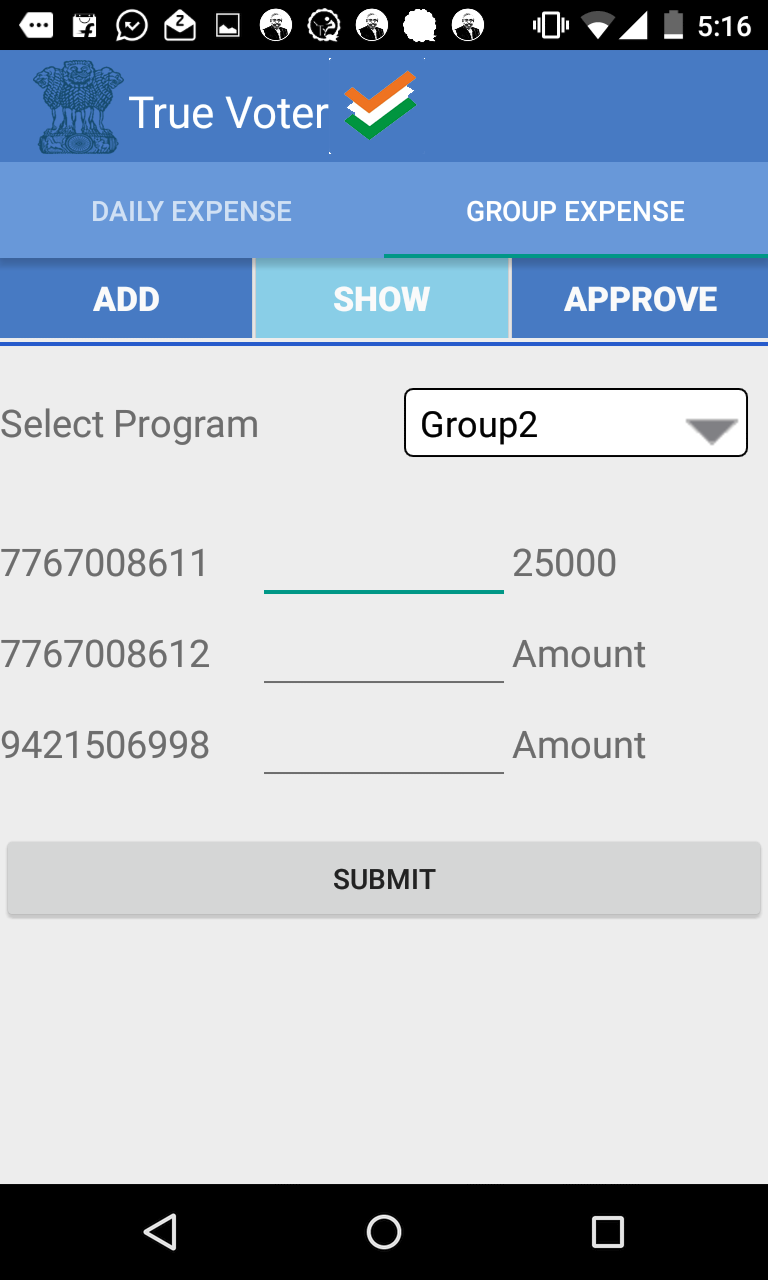 5:16
True Voter
DAILY EXPENSE GROUP EXPENSE
ADD SHOW APPROVE
Select Program Group2
7767008611 25000
7767008612 Amount
9421506998 Amount
SUBMIT